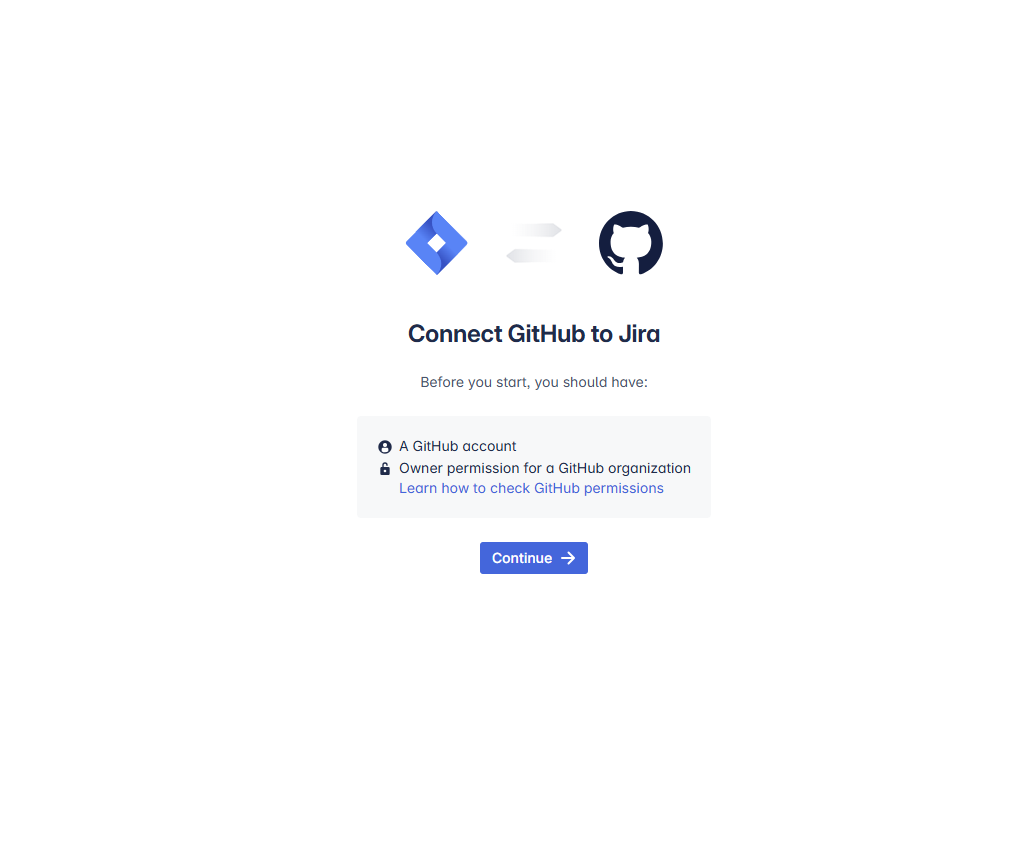 Connect GitHub to Jira
Before you start, you should have:
A GitHub account
Owner permission for a GitHub organization
Learn how to check GitHub permissions
Continue